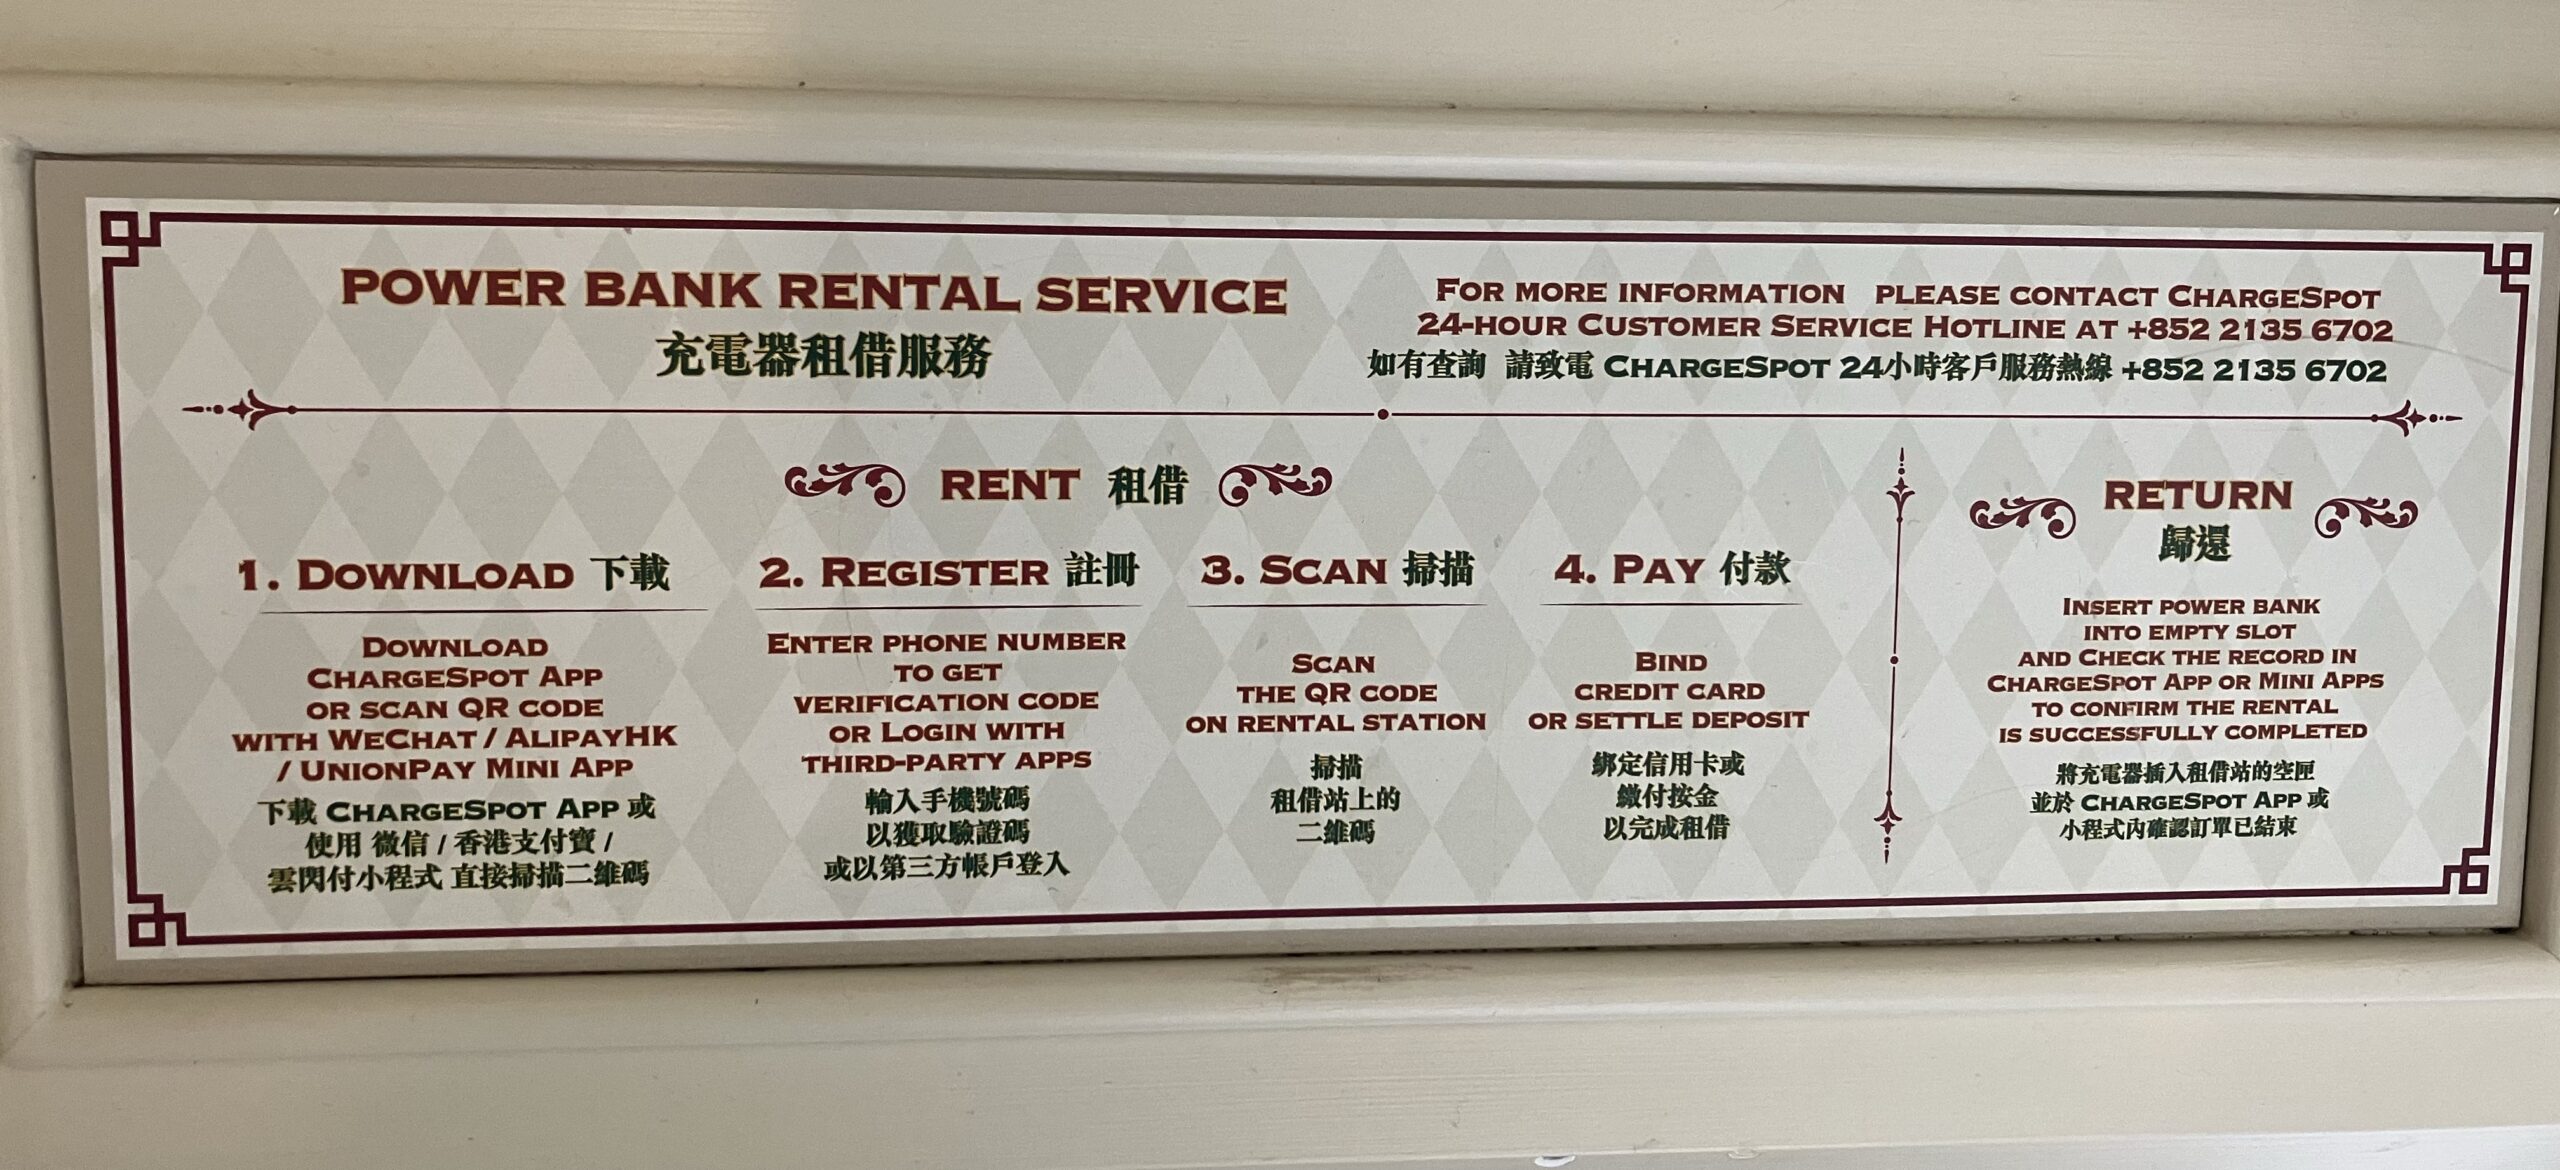 POWER BANK RENTAL SERVICE
充電器租借服務
FOR MORE INFORMATION PLEASE CONTACT CHARGESPOT
24-HOUR CUSTOMER SERVICE HOTLINE AT +852 2135 6702
如有查詢 請致電 CHARGESPOT 24小時客戶服務熱線 +852 2135 6702
RENT 租借
1. DOWNLOAD 下載
DOWNLOAD
CHARGESPOT APP
OR SCAN QR CODE
WITH WECHAT / ALIPAYHK
/ UNIONPAY MINI APP
下載 CHARGESPOT APP 或
使用 微信 / 香港支付寶 /
雲閃付小程式 直接掃描二維碼
2. REGISTER 註冊
ENTER PHONE NUMBER
TO GET
VERIFICATION CODE
OR LOGIN WITH
THIRD-PARTY APPS
輸入手機號碼
以獲取驗證碼
或以第三方帳戶登入
3. SCAN 掃描
SCAN
THE QR CODE
ON RENTAL STATION
掃描
租借站上的
二維碼
4. PAY 付款
BIND
CREDIT CARD
OR SETTLE DEPOSIT
綁定信用卡或
繳付按金
以完成租借
RETURN
歸還
INSERT POWER BANK
INTO EMPTY SLOT
AND CHECK THE RECORD IN
CHARGESPOT APP OR MINI APPS
TO CONFIRM THE RENTAL
IS SUCCESSFULLY COMPLETED
將充電器插入租借站的空匣
並於 CHARGESPOT APP 或
小程式內確認訂單已結束